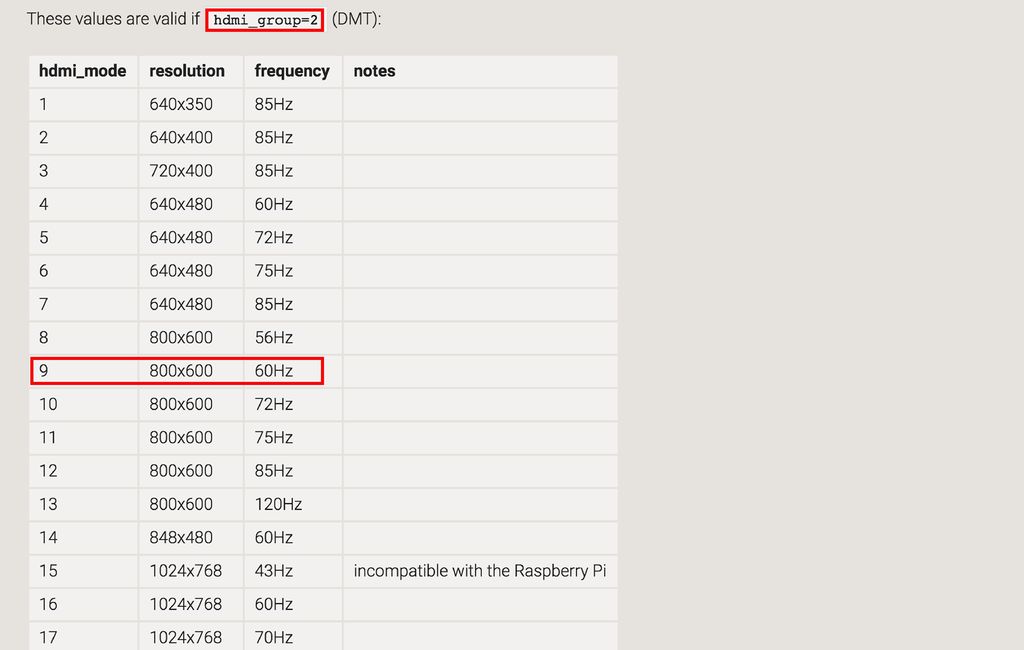 These values are valid if hdmi_group=2 (DMT):
hdmi_mode resolution frequency notes
1 640x350 85Hz
2 640x400 85Hz
3 720x400 85Hz
4 640x480 60Hz
5 640x480 72Hz
6 640x480 75Hz
7 640x480 85Hz
8 800x600 56Hz
9 800x600 60Hz
10 800x600 72Hz
11 800x600 75Hz
12 800x600 85Hz
13 800x600 120Hz
14 848x480 60Hz
15 1024x768 43Hz incompatible with the Raspberry Pi
16 1024x768 60Hz
17 1024x768 70Hz